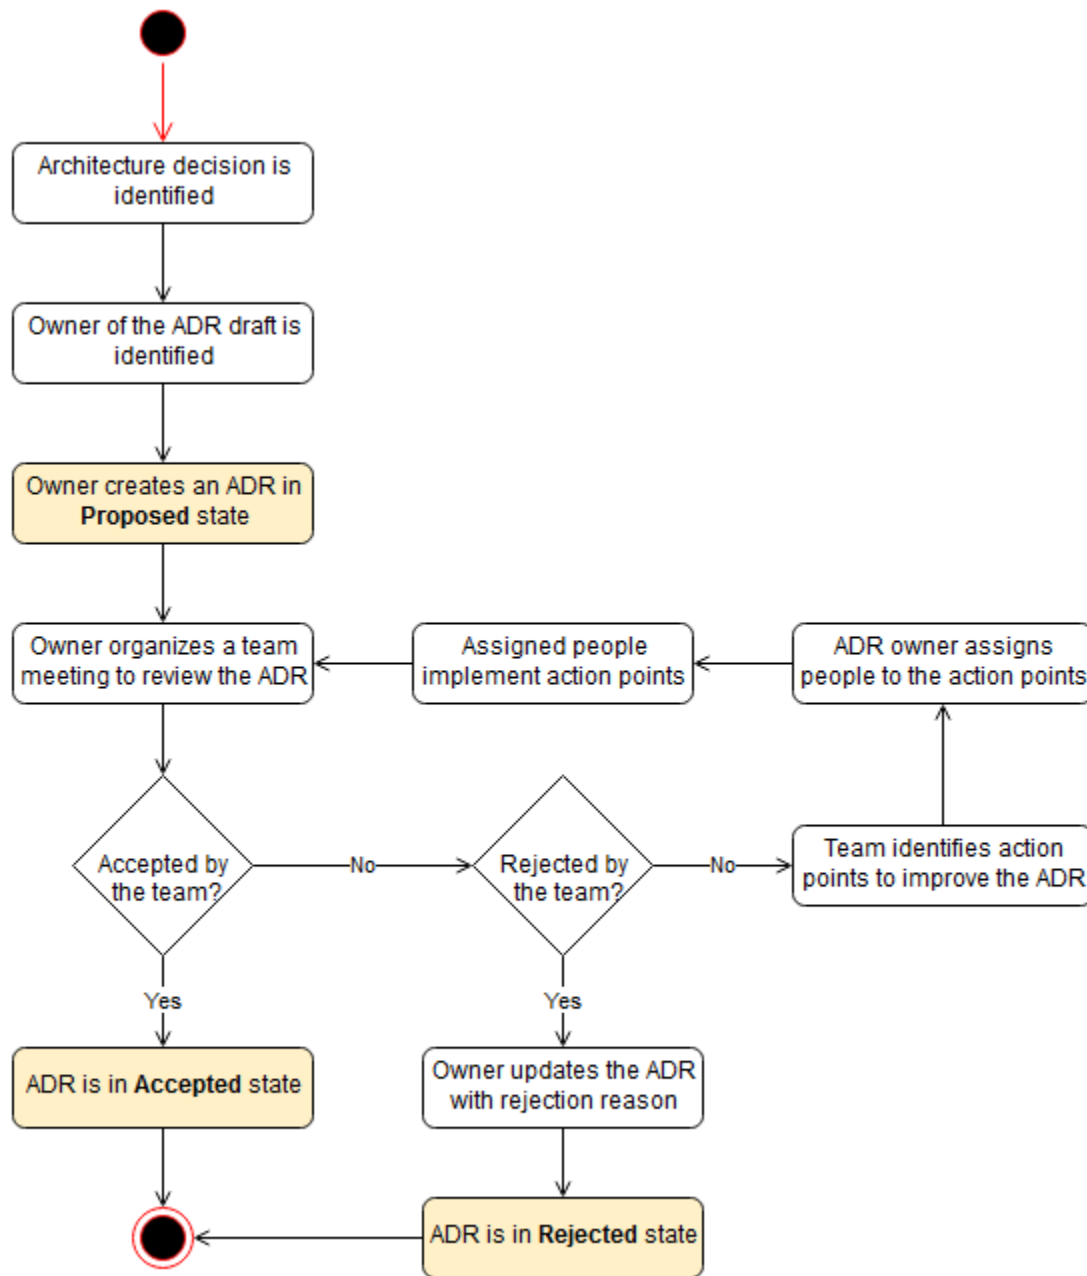 Architecture decision is
identified
Owner of the ADR draft is
identified
Owner creates an ADR in
Proposed state
Owner organizes a team
meeting to review the ADR
Assigned people
implement action points
ADR owner assigns
people to the action points
Accepted by
the team?
No
Rejected by
the team?
No
Team identifies action
points to improve the ADR
Yes
Yes
ADR is in Accepted state
Owner updates the ADR
with rejection reason
ADR is in Rejected state